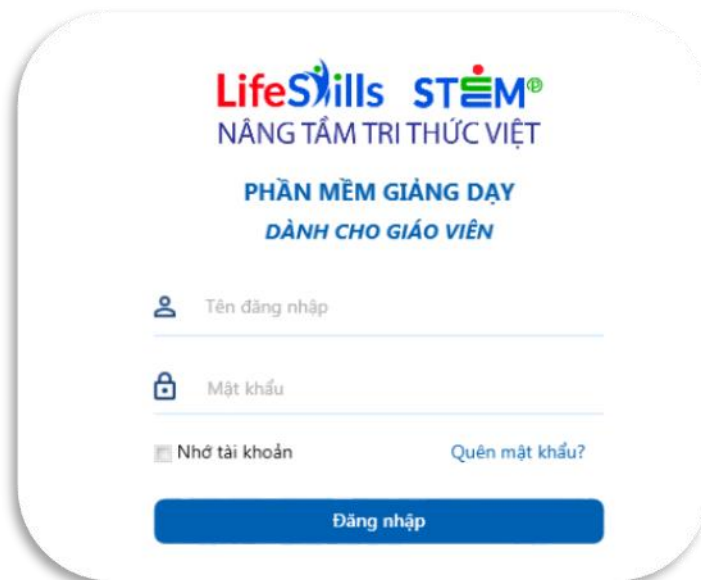 LifeSkills STEM®
NÂNG TẦM TRI THỨC VIỆT
PHẦN MỀM GIẢNG DẠY
DÀNH CHO GIÁO VIÊN
Tên đăng nhập
Mật khẩu
Nhớ tài khoản Quên mật khẩu?
Đăng nhập